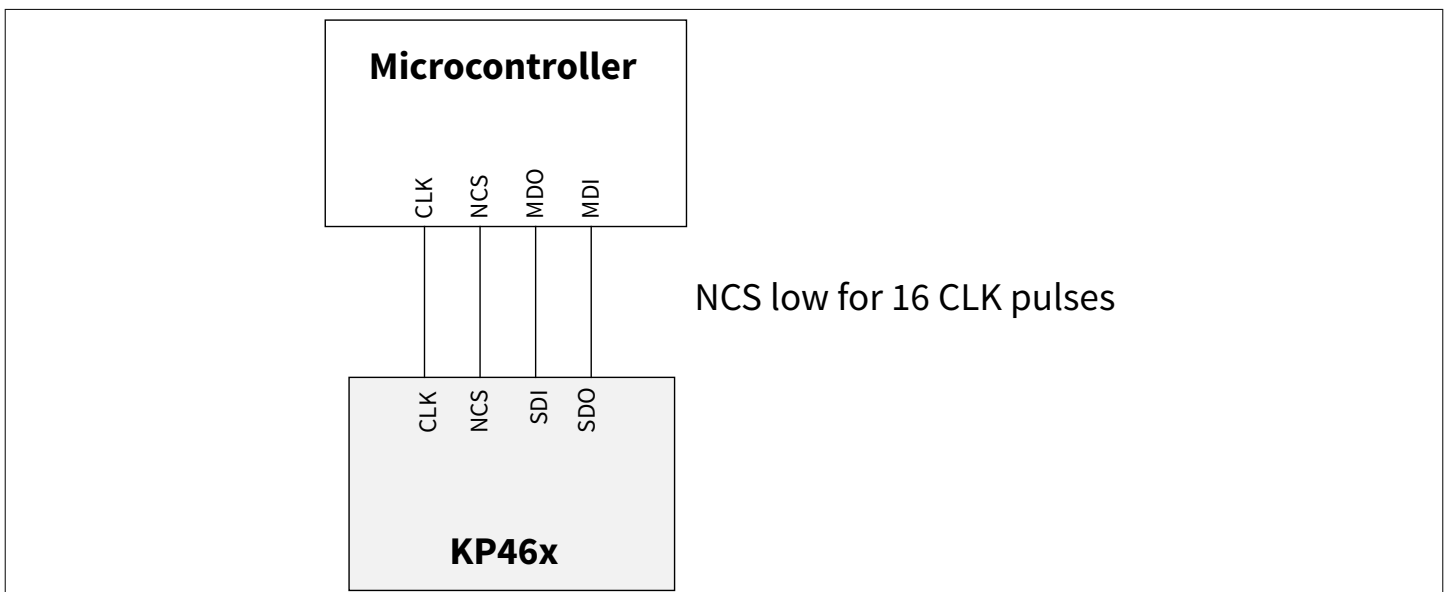 Microcontroller
CLK NCS MDO MDI
NCS low for 16 CLK pulses
CLK NCS SDI SDO
KP46x